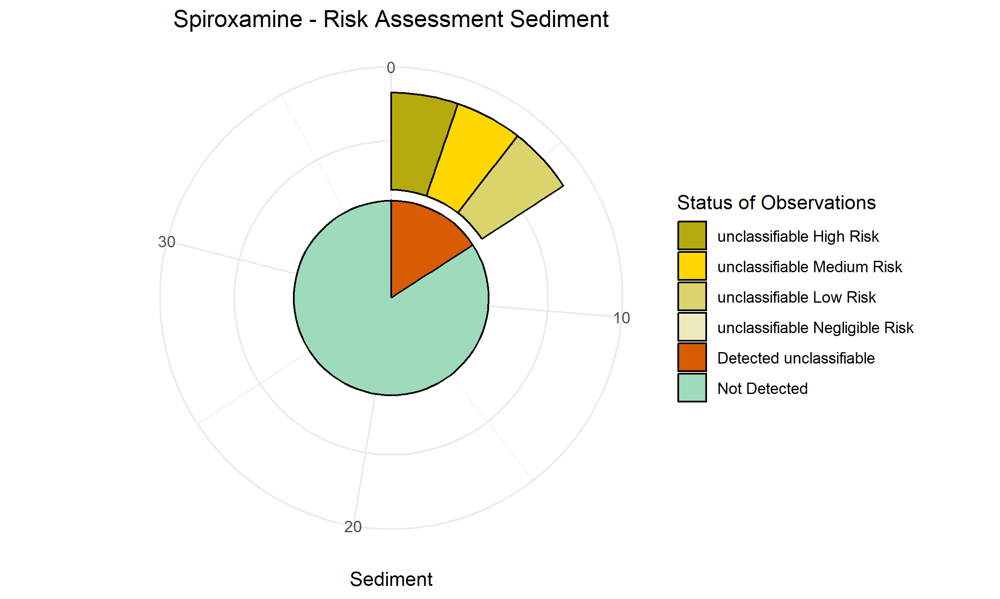 Spiroxamine - Risk Assessment Sediment
0
30
10
20
Sediment
Status of Observations
unclassifiable High Risk
unclassifiable Medium Risk
unclassifiable Low Risk
unclassifiable Negligible Risk
Detected unclassifiable
Not Detected